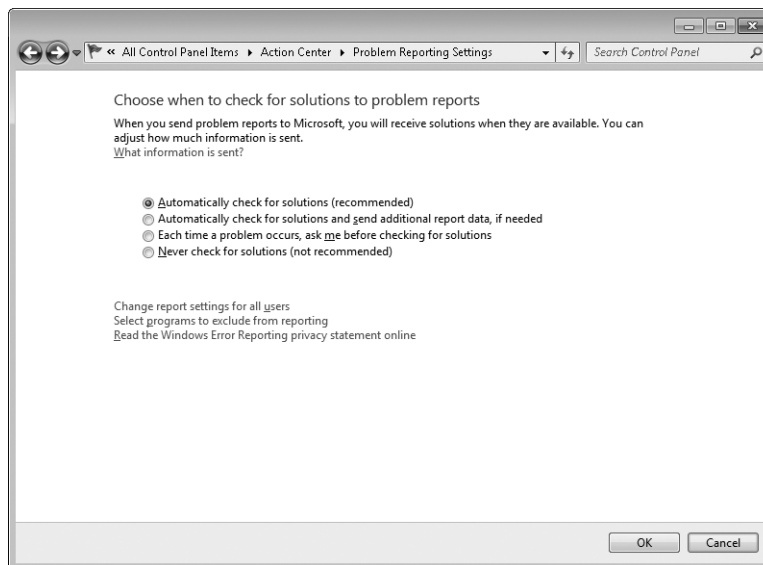 « All Control Panel Items ▸ Action Center ▸ Problem Reporting Settings
Search Control Panel
Choose when to check for solutions to problem reports
When you send problem reports to Microsoft, you will receive solutions when they are available. You can
adjust how much information is sent.
What information is sent?
Automatically check for solutions (recommended)
Automatically check for solutions and send additional report data, if needed
Each time a problem occurs, ask me before checking for solutions
Never check for solutions (not recommended)
Change report settings for all users
Select programs to exclude from reporting
Read the Windows Error Reporting privacy statement online
OK
Cancel